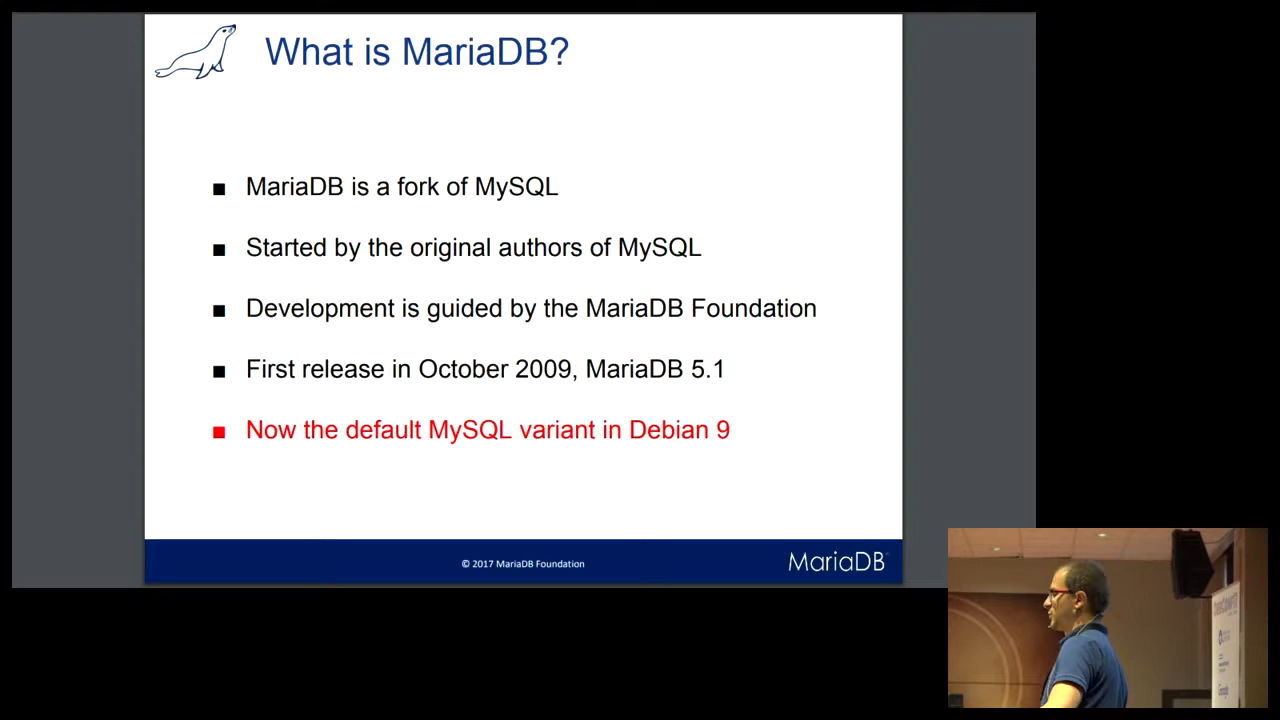 What is MariaDB?
■ MariaDB is a fork of MySQL
■ Started by the original authors of MySQL
■ Development is guided by the MariaDB Foundation
■ First release in October 2009, MariaDB 5.1
■ Now the default MySQL variant in Debian 9
© 2017 MariaDB Foundation
MariaDB